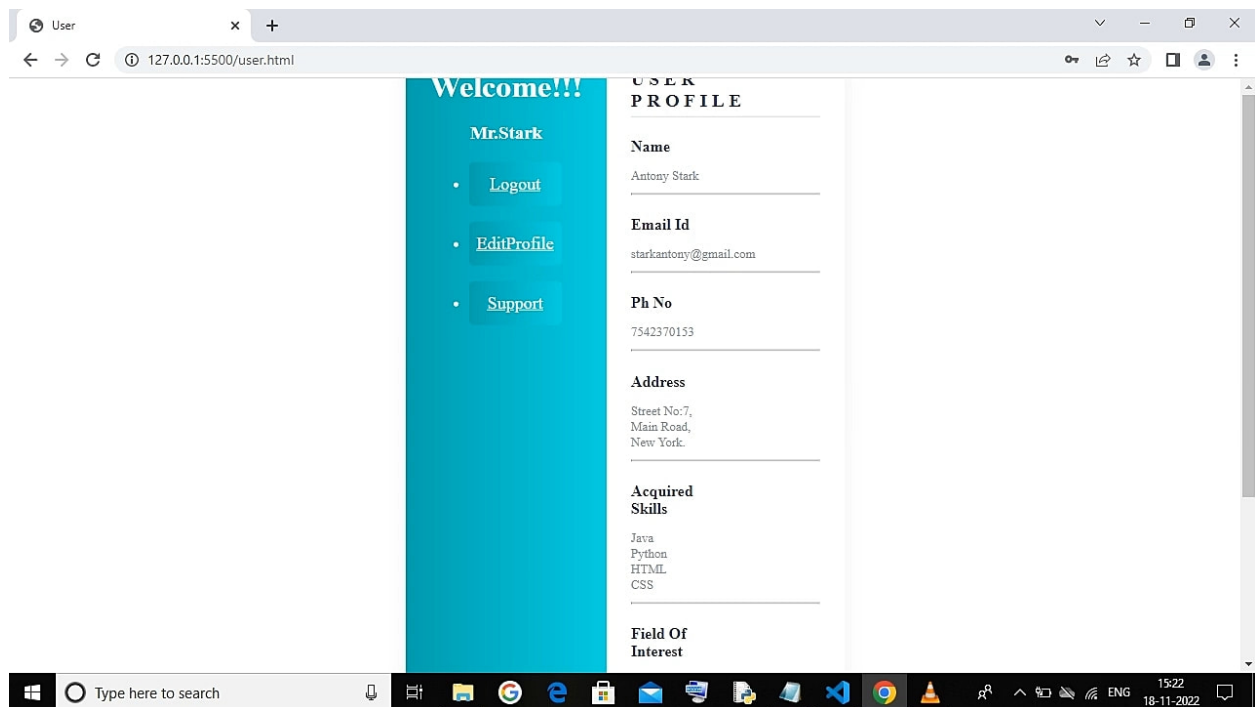 User
127.0.0.1:5500/user.html
Welcome!!!
Mr.Stark
Logout
EditProfile
Support
USER
PROFILE
Name
Antony Stark
Email Id
starkantony@gmail.com
Ph No
7542370153
Address
Street No:7,
Main Road,
New York.
Acquired
Skills
Java
Python
HTML
CSS
Field Of
Interest
Type here to search
ENG
15:22
18-11-2022